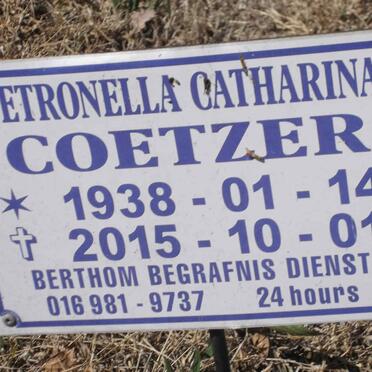 ETRONELLA CATHARINA
COETZER
1938 - 01 - 14
2015 - 10 - 01
BERTHOM BEGRAFNIS DIENST
016 981 - 9737 24 hours